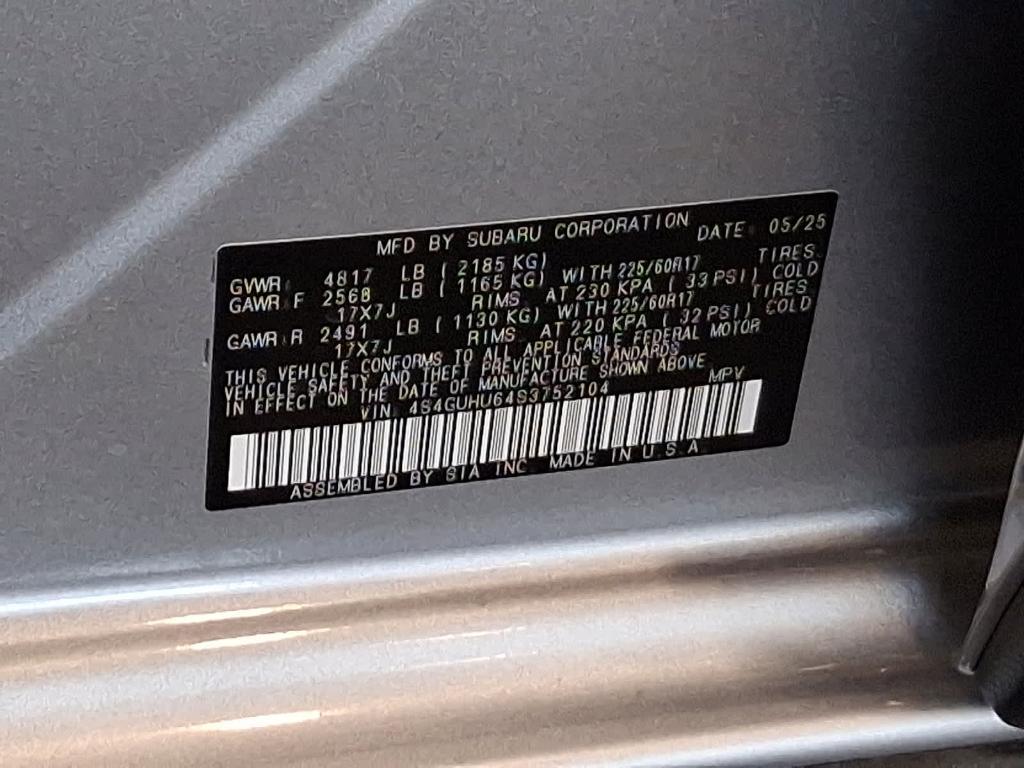 MFD BY SUBARU CORPORATION DATE 05/25
GVWR 4817 LB ( 2185 KG)
GAWR F 2568 LB ( 1165 KG) WITH 225/60R17 TIRES
17X7J RIMS AT 230 KPA ( 33 PSI) COLD
GAWR R 2491 LB ( 1130 KG) WITH 225/60R17 TIRES
17X7J RIMS AT 220 KPA ( 32 PSI) COLD
THIS VEHICLE CONFORMS TO ALL APPLICABLE FEDERAL MOTOR
VEHICLE SAFETY AND THEFT PREVENTION STANDARDS
IN EFFECT ON THE DATE OF MANUFACTURE SHOWN ABOVE
VIN 4S4GUHU64S3752104 MPV
ASSEMBLED BY SIA INC MADE IN U.S.A.